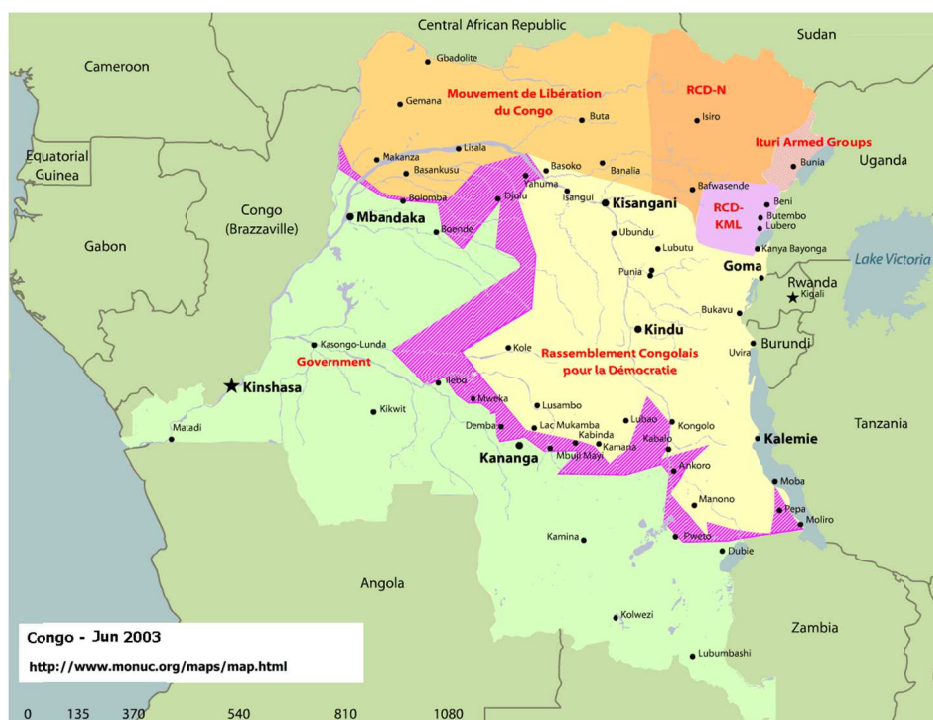 Central African Republic
Sudan
Cameroon
Gbadolite
Mouvement de Libération
du Congo
RCD-N
Gemana
Buta
Isiro
Ituri Armed Groups
Equatorial
Guinea
Lisala
Makanza
Basankusu
Basoko
Banalia
Bunia
Uganda
Yanuma
Isangui
Bafwasende
Congo
(Brazzaville)
Bolomba
Djolu
Kisangani
RCD-
KML
Beni
Butembo
Lubero
Mbandaka
Boende
Ubundu
Lubutu
Kanya Bayonga
Gabon
Punia
Goma
Lake Victoria
Rwanda
Kigali
Bukavu
Kindu
Uvira
Burundi
Kasongo-Lunda
Kole
Rassemblement Congolais
pour la Démocratie
Government
Kinshasa
Ilebo
Mweka
Lusambo
Kikwit
Demba
Lac Mukamba
Lubao
Kongolo
Tanzania
Matadi
Kabinda
Kanana
Kabalo
Kalemie
Kananga
Mbuji Mayi
Ankoro
Moba
Manono
Pepa
Moliro
Kamina
Pweto
Dubie
Angola
Kolwezi
Zambia
Lubumbashi
Congo - Jun 2003
http://www.monuc.org/maps/map.html
0 135 370 540 810 1080